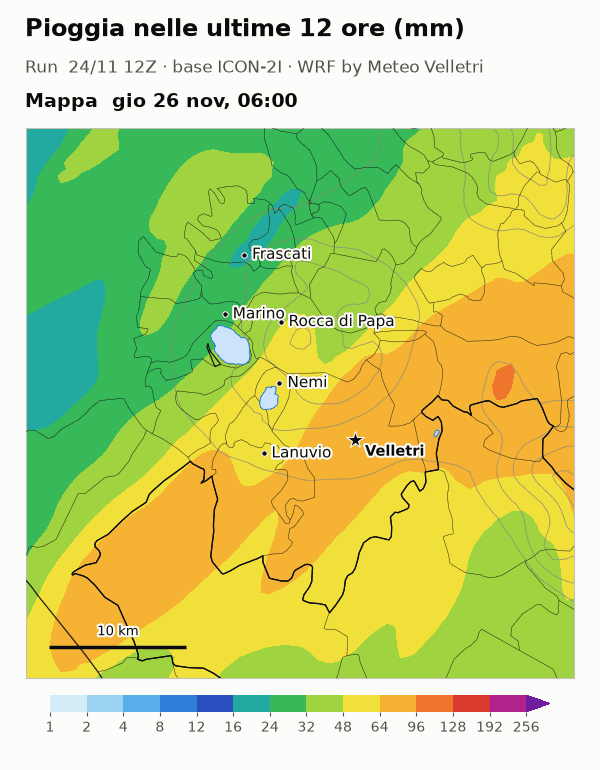 Pioggia nelle ultime 12 ore (mm)
Run 24/11 12Z · base ICON-2I · WRF by Meteo Velletri
Mappa gio 26 nov, 06:00
Frascati
Marino
Rocca di Papa
Nemi
Velletri
Lanuvio
10 km
1 2 4 8 12 16 24 32 48 64 96 128 192 256